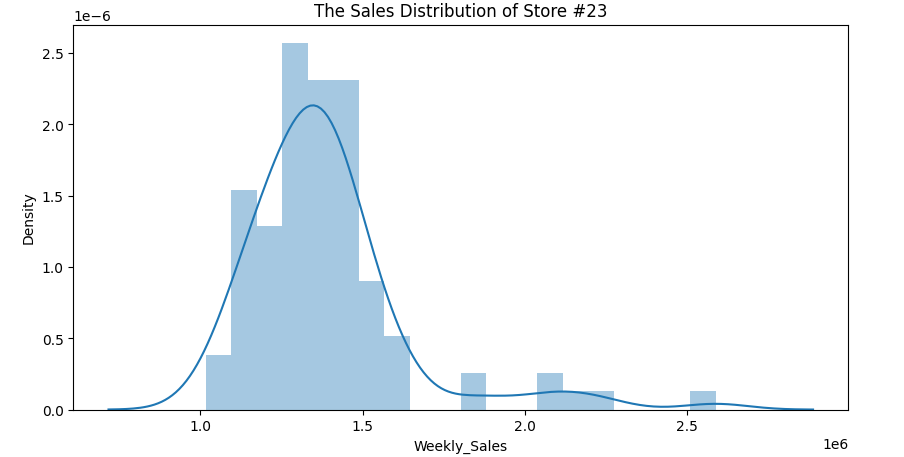 The Sales Distribution of Store #23
1e−6
2.5
2.0
1.5
1.0
0.5
0.0
Density
1.0
1.5
2.0
2.5
Weekly_Sales
1e6